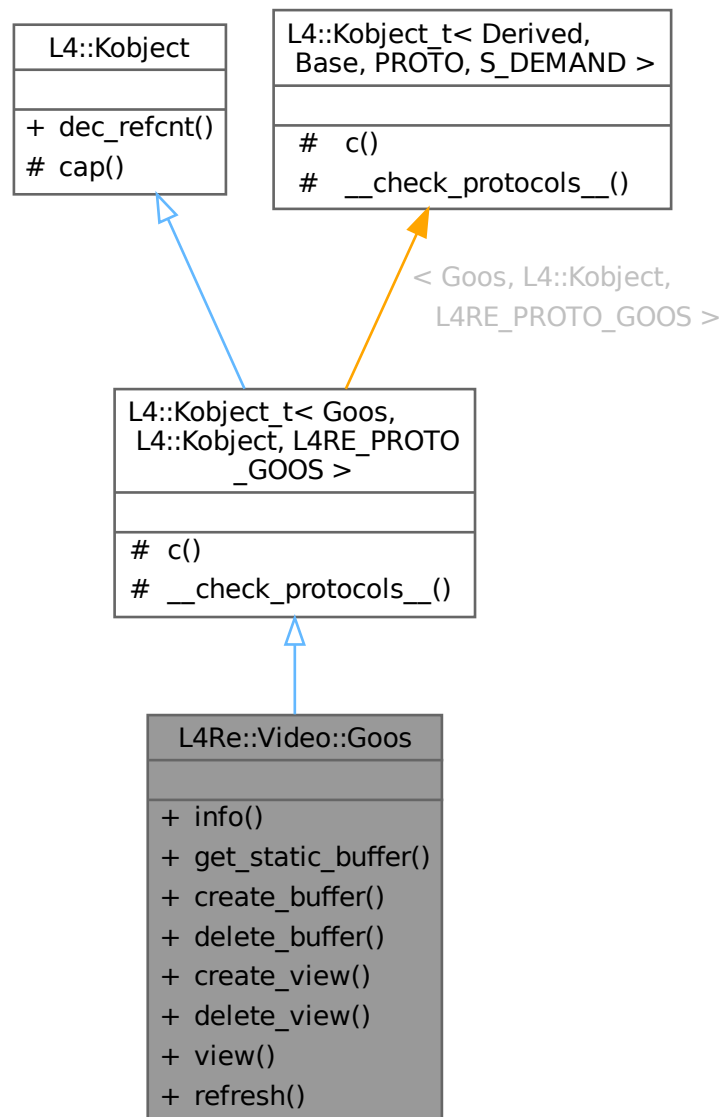 L4::Kobject
+ dec_refcnt()
# cap()
L4::Kobject_t< Derived,
Base, PROTO, S_DEMAND >
# c()
# __check_protocols__()
< Goos, L4::Kobject,
L4RE_PROTO_GOOS >
L4::Kobject_t< Goos,
L4::Kobject, L4RE_PROTO
_GOOS >
# c()
# __check_protocols__()
L4Re::Video::Goos
+ info()
+ get_static_buffer()
+ create_buffer()
+ delete_buffer()
+ create_view()
+ delete_view()
+ view()
+ refresh()